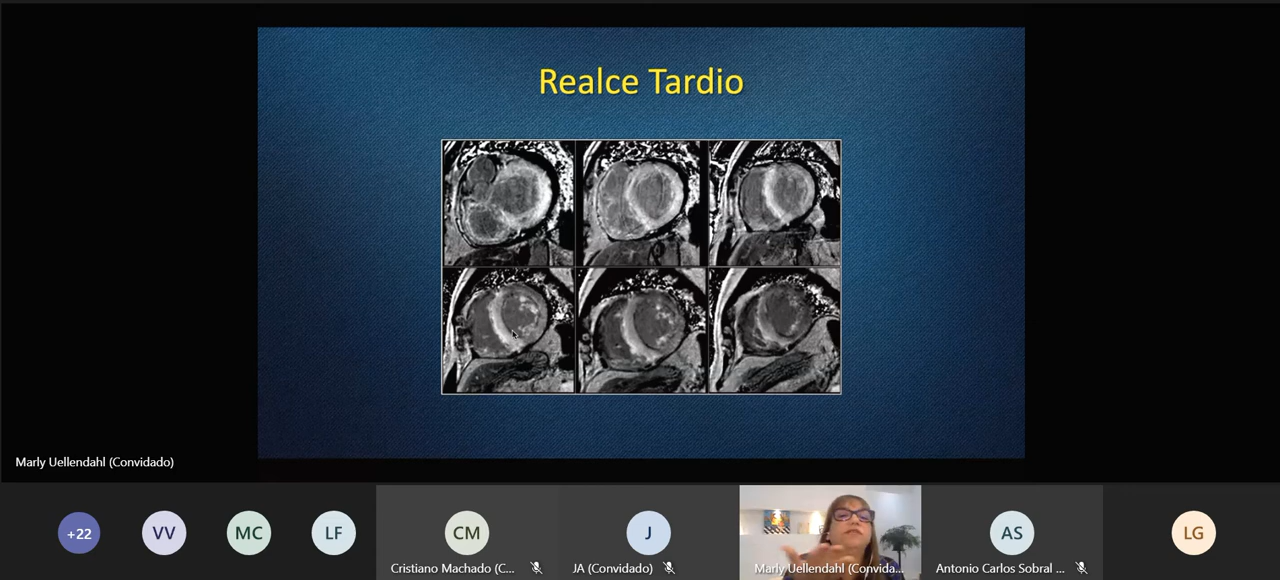 Realce Tardio
Marly Uellendahl (Convidado)
+22
VV
MC
LF
CM
J
AS
LG
Cristiano Machado (C...
JA (Convidado)
Marly Uellendahl (Convida...
Antonio Carlos Sobral ...